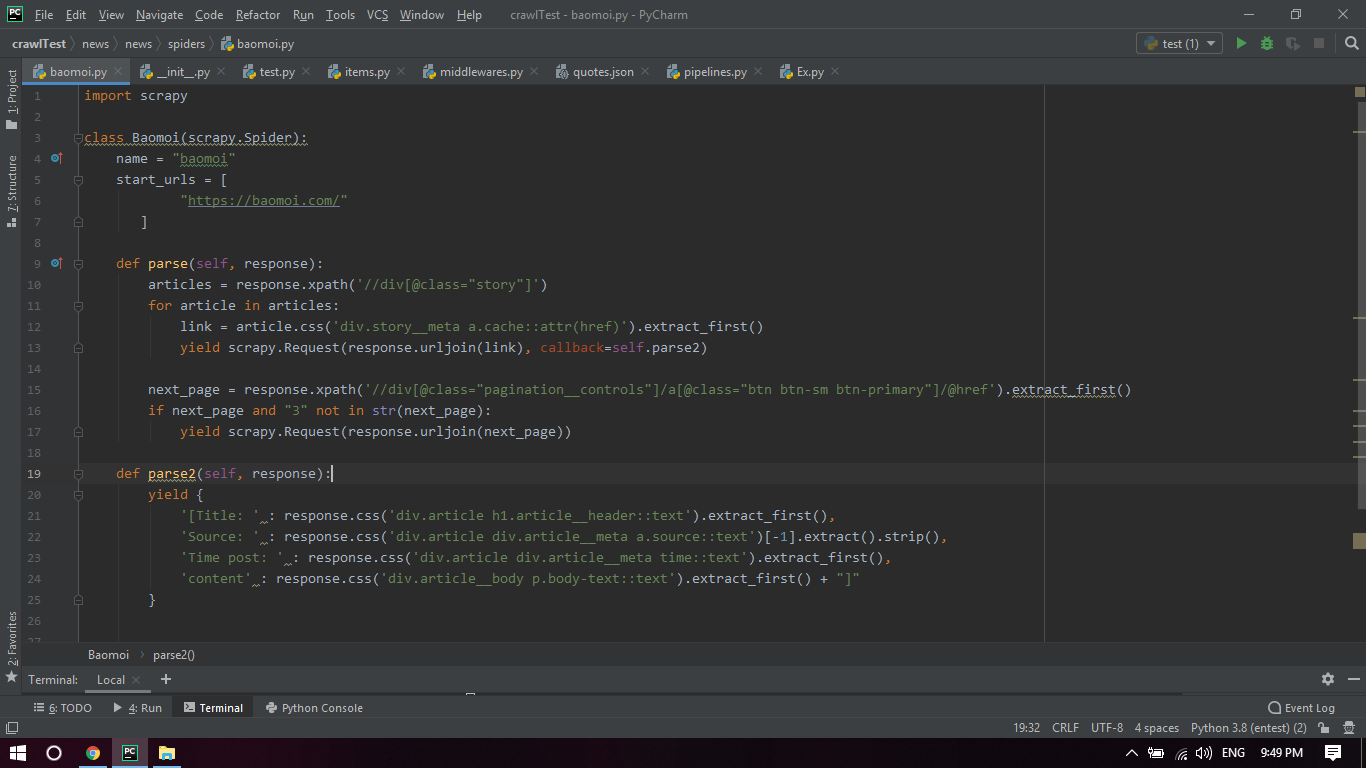 PC File Edit View Navigate Code Refactor Run Tools VCS Window Help crawlTest - baomoi.py - PyCharm
crawlTest news news spiders baomoi.py test (1)
baomoi.py __init__.py test.py items.py middlewares.py quotes.json pipelines.py Ex.py
1: Project
7: Structure
2: Favorites
1 import scrapy
2
3 class Baomoi(scrapy.Spider):
4 name = "baomoi"
5 start_urls = [
6 "https://baomoi.com/"
7 ]
8
9 def parse(self, response):
10 articles = response.xpath('//div[@class="story"]')
11 for article in articles:
12 link = article.css('div.story__meta a.cache::attr(href)').extract_first()
13 yield scrapy.Request(response.urljoin(link), callback=self.parse2)
14
15 next_page = response.xpath('//div[@class="pagination__controls"]/a[@class="btn btn-sm btn-primary"]/@href').extract_first()
16 if next_page and "3" not in str(next_page):
17 yield scrapy.Request(response.urljoin(next_page))
18
19 def parse2(self, response):
20 yield {
21 '[Title: ' : response.css('div.article h1.article__header::text').extract_first(),
22 'Source: ' : response.css('div.article div.article__meta a.source::text')[-1].extract().strip(),
23 'Time post: ' : response.css('div.article div.article__meta time::text').extract_first(),
24 'content' : response.css('div.article__body p.body-text::text').extract_first() + "]"
25 }
26
27
Baomoi parse2()
Terminal: Local +
6: TODO 4: Run Terminal Python Console Event Log
19:32 CRLF UTF-8 4 spaces Python 3.8 (entest) (2)
PC ENG 9:49 PM